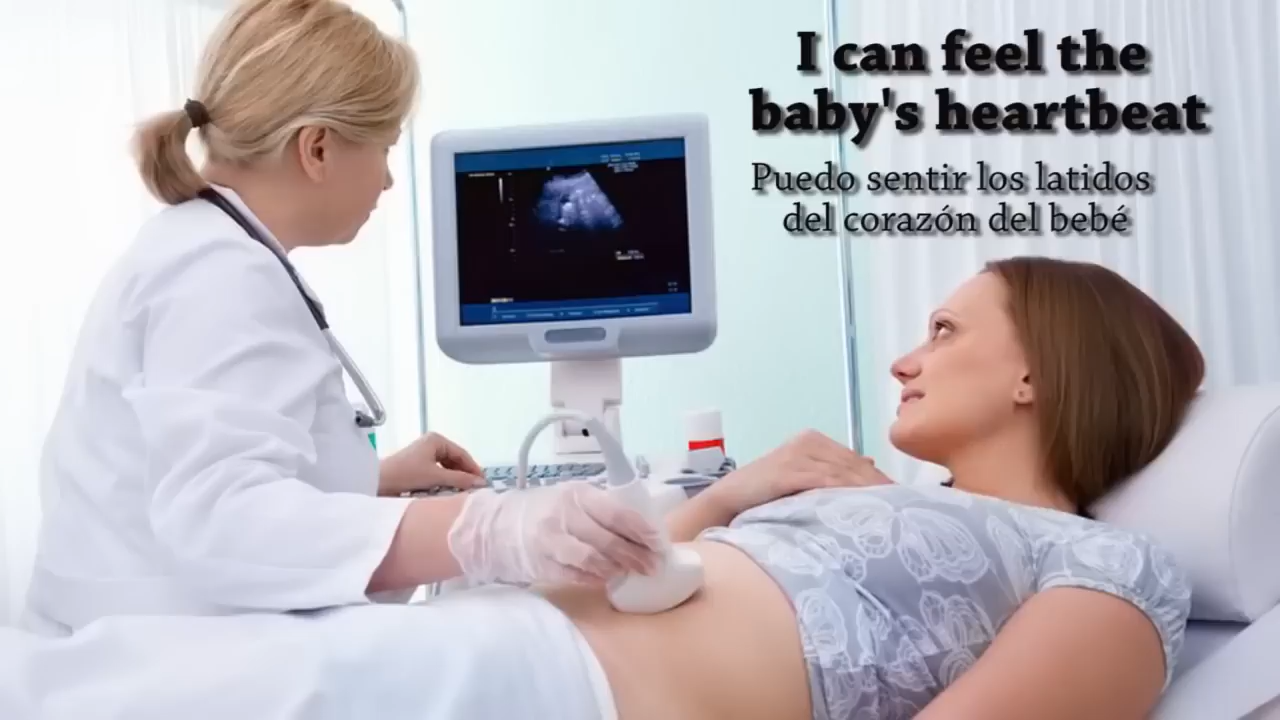 I can feel the
baby's heartbeat
Puedo sentir los latidos
del corazón del bebé